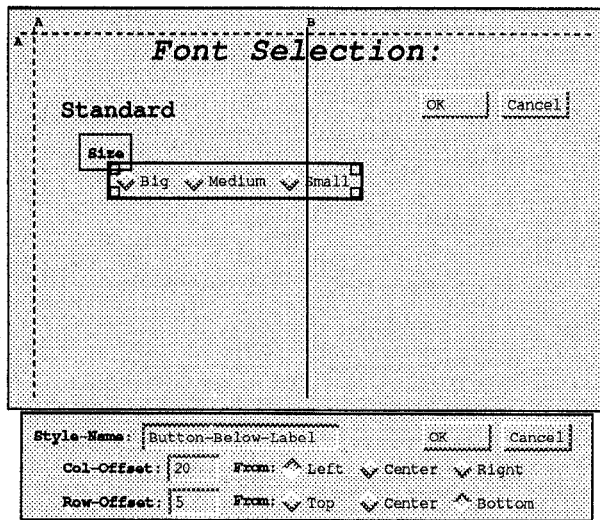 A B
A
Font Selection:
Standard OK Cancel
Size
Big Medium Small
Style-Name: Button-Below-Label OK Cancel
Col-Offset: 20 From: Left Center Right
Row-Offset: 5 From: Top Center Bottom